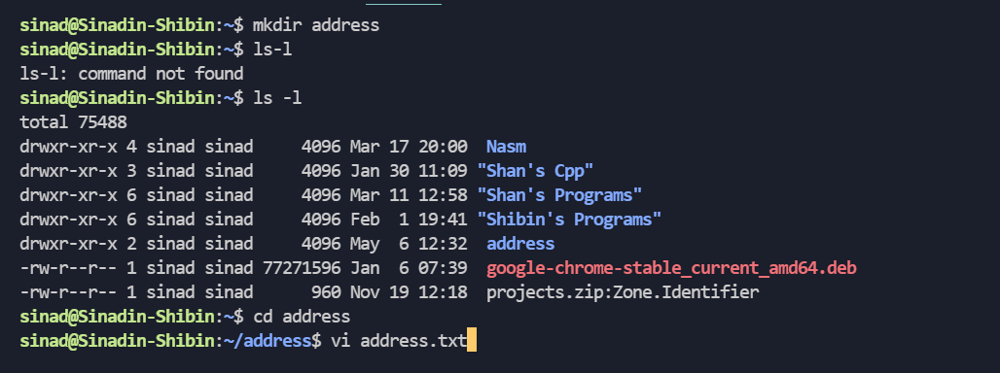 sinad@Sinadin-Shibin:~$ mkdir address
sinad@Sinadin-Shibin:~$ ls-l
ls-l: command not found
sinad@Sinadin-Shibin:~$ ls -l
total 75488
drwxr-xr-x 4 sinad sinad     4096 Mar 17 20:00  Nasm
drwxr-xr-x 3 sinad sinad     4096 Jan 30 11:09 "Shan's Cpp"
drwxr-xr-x 6 sinad sinad     4096 Mar 11 12:58 "Shan's Programs"
drwxr-xr-x 6 sinad sinad     4096 Feb  1 19:41 "Shibin's Programs"
drwxr-xr-x 2 sinad sinad     4096 May  6 12:32  address
-rw-r--r-- 1 sinad sinad 77271596 Jan  6 07:39  google-chrome-stable_current_amd64.deb
-rw-r--r-- 1 sinad sinad      960 Nov 19 12:18  projects.zip:Zone.Identifier
sinad@Sinadin-Shibin:~$ cd address
sinad@Sinadin-Shibin:~/address$ vi address.txt